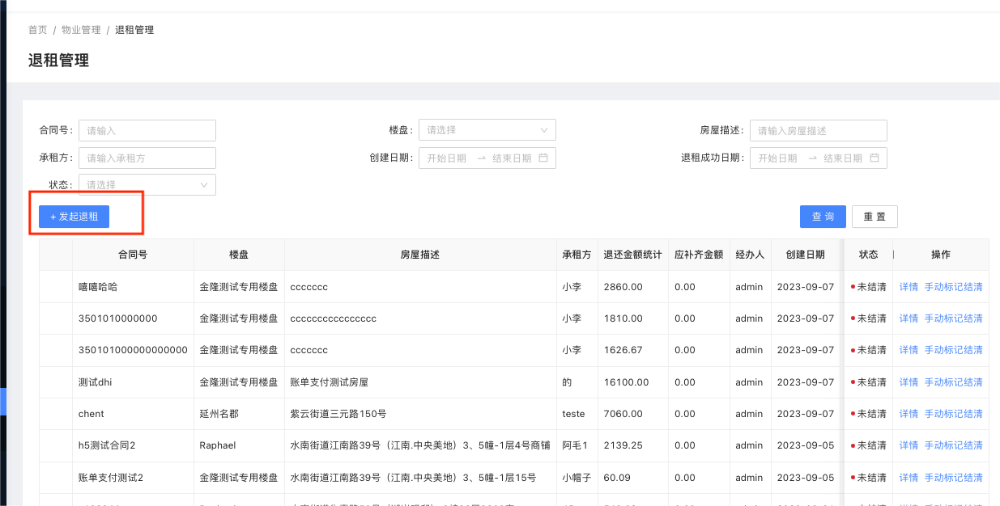 首页 / 物业管理 / 退租管理
退租管理
合同号: 请输入 楼盘: 请选择 房屋描述: 请输入房屋描述
承租方: 请输入承租方 创建日期: 开始日期 → 结束日期 退租成功日期: 开始日期 → 结束日期
状态: 请选择
+ 发起退租 查 询 重 置
合同号 楼盘 房屋描述 承租方 退还金额统计 应补齐金额 经办人 创建日期 状态 操作
嘻嘻哈哈 金隆测试专用楼盘 ccccccc 小李 2860.00 0.00 admin 2023-09-07 未结清 详情 手动标记结清
3501010000000 金隆测试专用楼盘 cccccccccccccccc 小李 1810.00 0.00 admin 2023-09-07 未结清 详情 手动标记结清
350101000000000000 金隆测试专用楼盘 ccccccc 小李 1626.67 0.00 admin 2023-09-07 未结清 详情 手动标记结清
测试dhi 金隆测试专用楼盘 账单支付测试房屋 的 16100.00 0.00 admin 2023-09-07 未结清 详情 手动标记结清
chent 延州名郡 紫云街道三元路150号 teste 7060.00 0.00 admin 2023-09-07 未结清 详情 手动标记结清
h5测试合同2 Raphael 水南街道江南路39号（江南.中央美地）3、5幢-1层4号商铺 阿毛1 2139.25 0.00 admin 2023-09-05 未结清 详情 手动标记结清
账单支付测试2 金隆测试专用楼盘 水南街道江南路39号（江南.中央美地）3、5幢-1层15号 小帽子 60.09 0.00 admin 2023-09-05 未结清 详情 手动标记结清